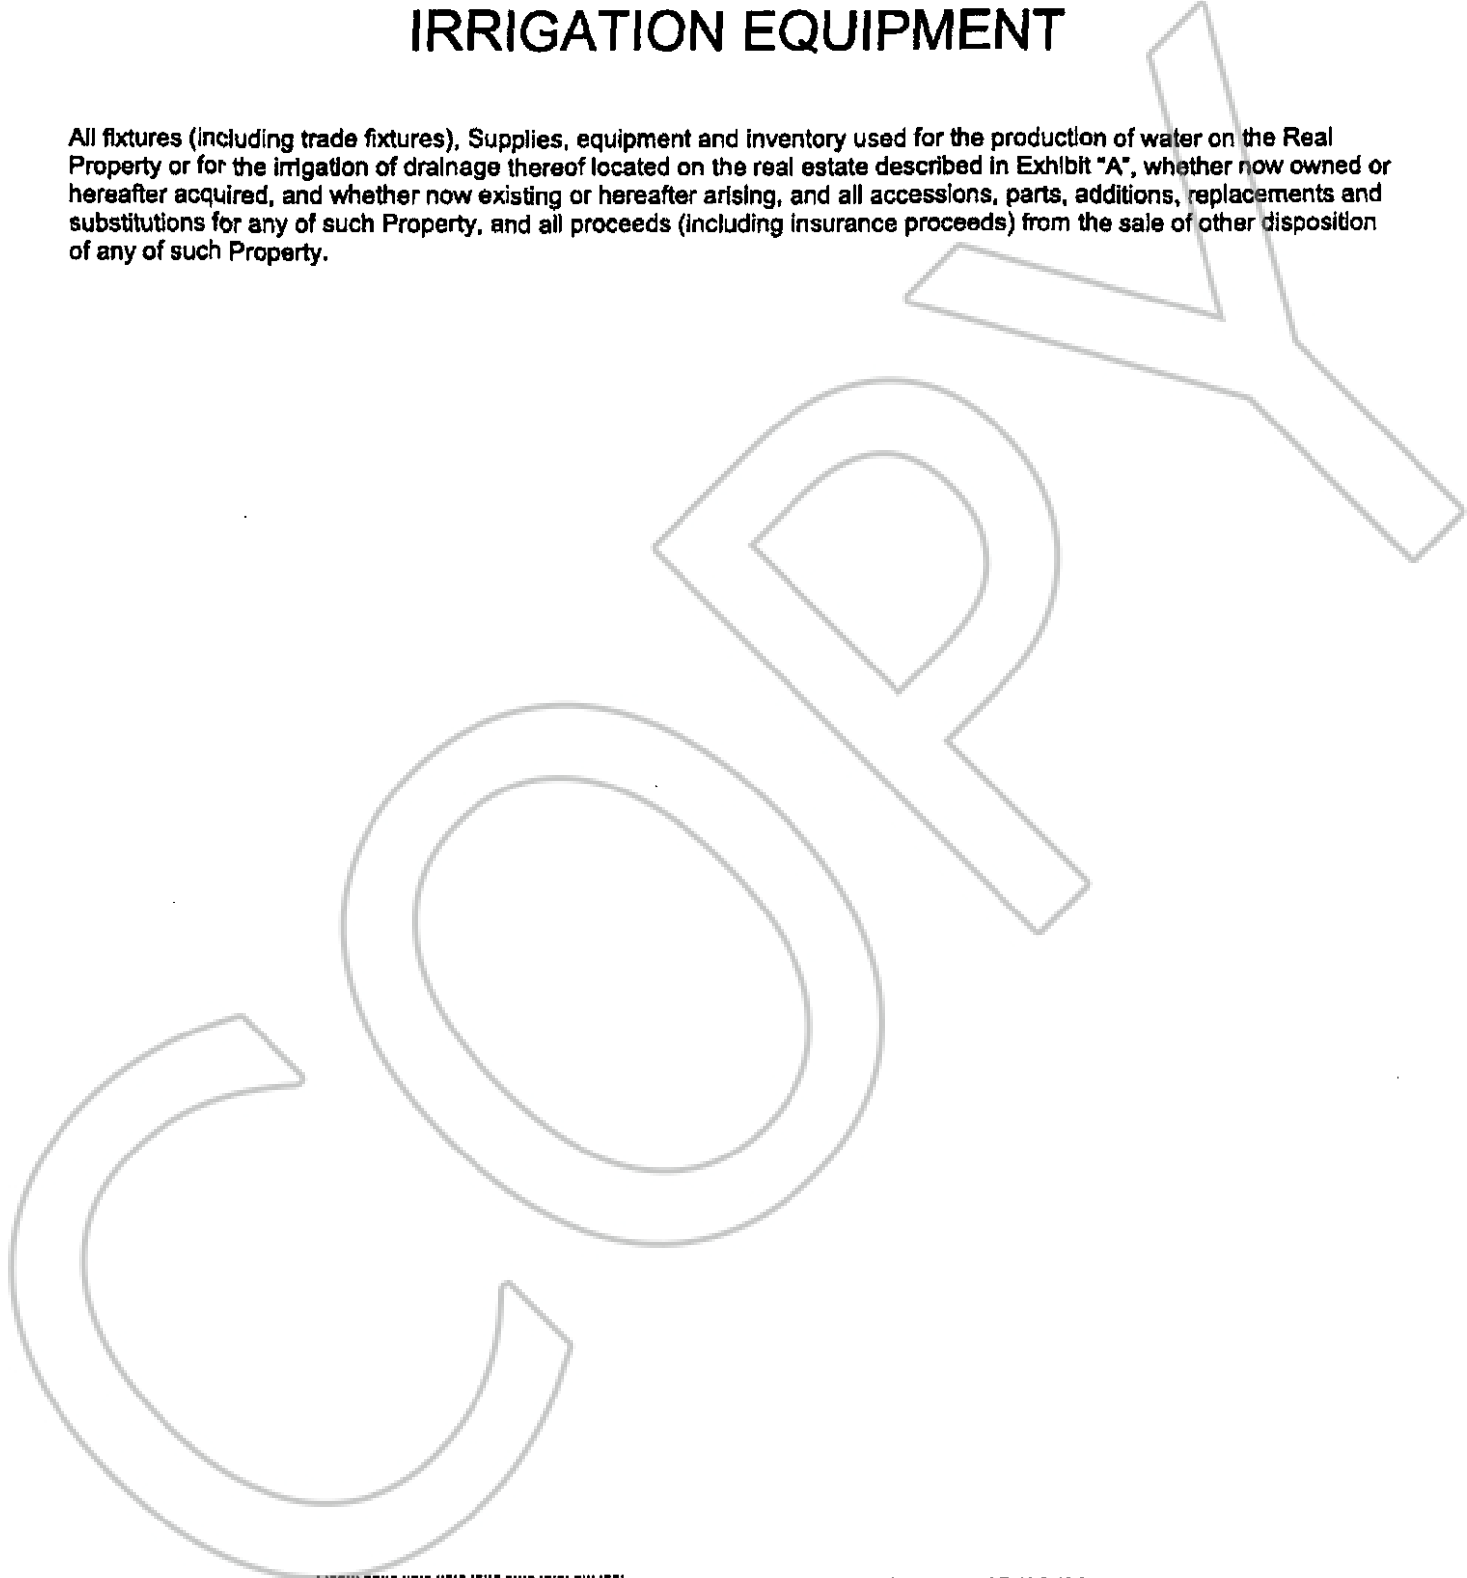 IRRIGATION EQUIPMENT
All fixtures (including trade fixtures), Supplies, equipment and inventory used for the production of water on the Real
Property or for the irrigation of drainage thereof located on the real estate described in Exhibit "A", whether now owned or
hereafter acquired, and whether now existing or hereafter arising, and all accessions, parts, additions, replacements and
substitutions for any of such Property, and all proceeds (including insurance proceeds) from the sale of other disposition
of any of such Property.
COPY